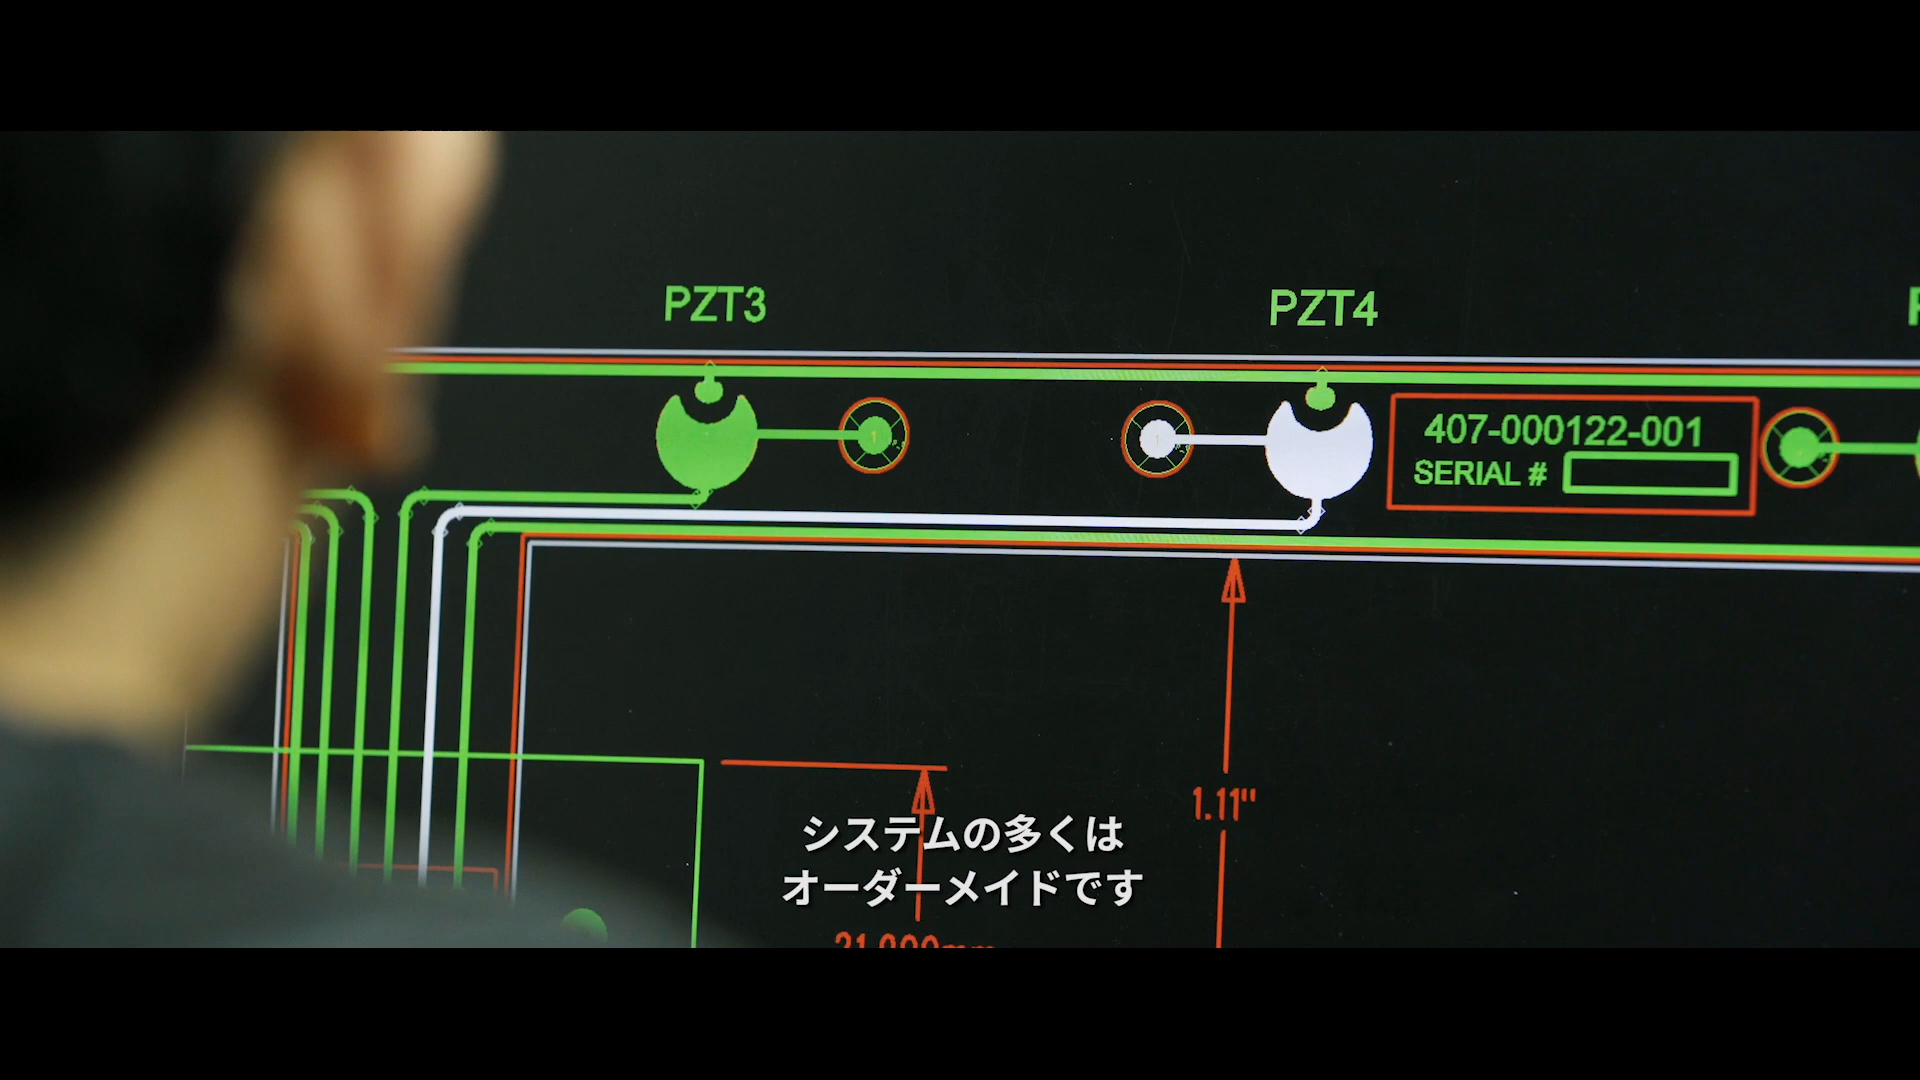 PZT3
PZT4
407-000122-001
SERIAL #
1.11"
システムの多くは
オーダーメイドです